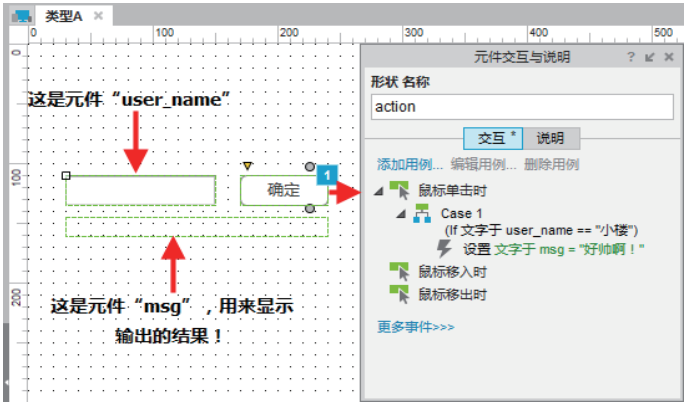 类型A ×
0 100 200 300 400 500
元件交互与说明 ?
形状 名称
这是元件“user_name”
action
交互 * 说明
添加用例... 编辑用例... 删除用例
100
1
确定
鼠标单击时
Case 1
(If 文字于 user_name == "小楼")
设置 文字于 msg = "好帅啊！"
鼠标移入时
鼠标移出时
200
这是元件“msg”，用来显示
输出的结果！
更多事件>>>